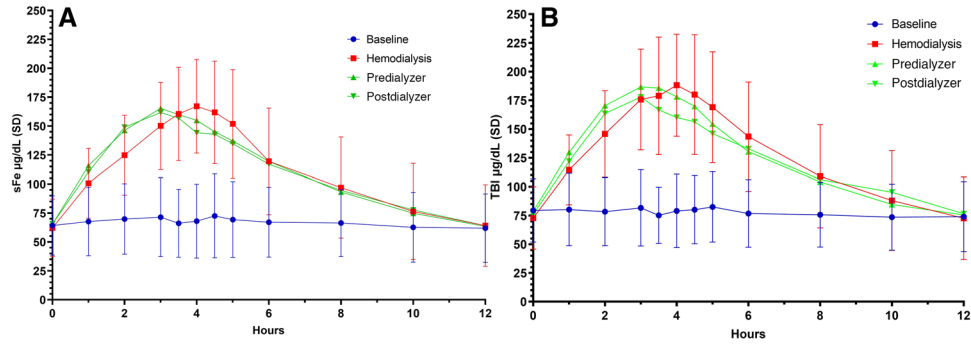 A
250
225
200
175
150
125
100
75
50
25
0
sFe µg/dL (SD)
0 2 4 6 8 10 12
Hours
Baseline
Hemodialysis
Predialyzer
Postdialyzer
B
250
225
200
175
150
125
100
75
50
25
0
TBI µg/dL (SD)
0 2 4 6 8 10 12
Hours
Baseline
Hemodialysis
Predialyzer
Postdialyzer